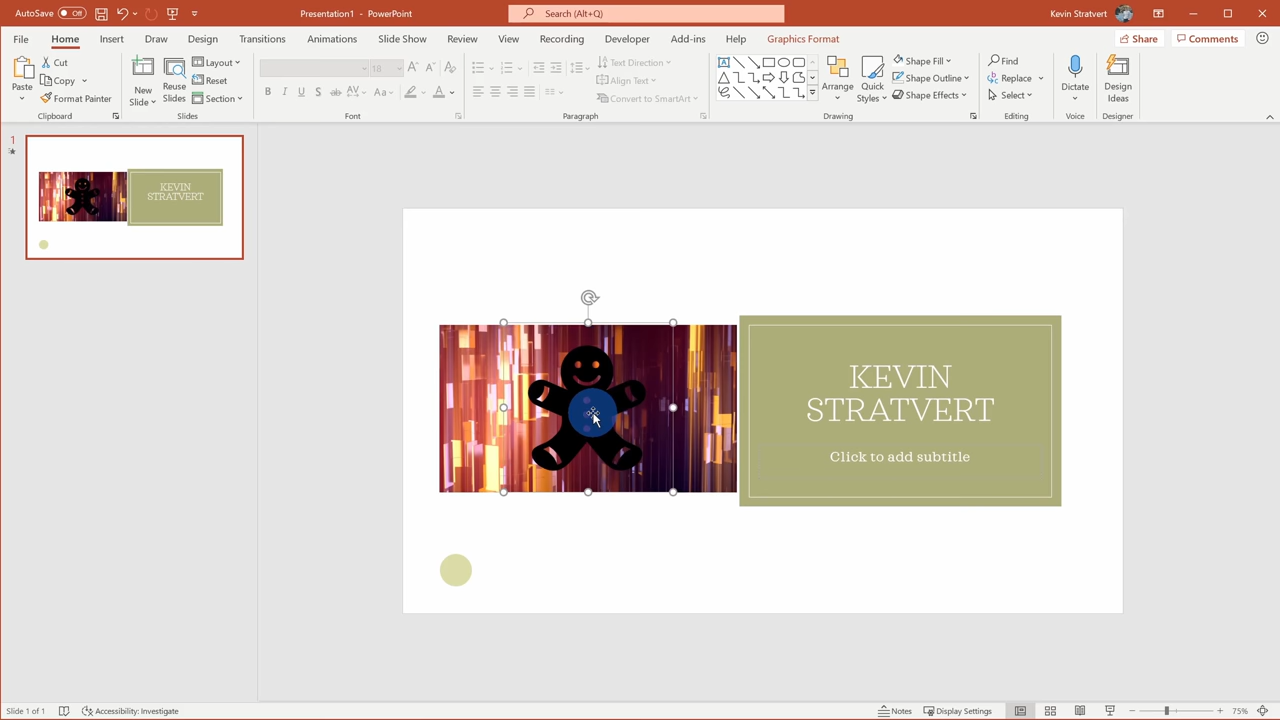 AutoSave Off
Presentation1 - PowerPoint
Search (Alt+Q)
Kevin Stratvert
File Home Insert Draw Design Transitions Animations Slide Show Review View Recording Developer Add-ins Help Graphics Format
Share
Comments
Paste
Cut
Copy
Format Painter
Clipboard
New Slide
Reuse Slides
Layout
Reset
Section
Slides
18
Font
Text Direction
Align Text
Convert to SmartArt
Paragraph
Arrange
Quick Styles
Shape Fill
Shape Outline
Shape Effects
Drawing
Find
Replace
Select
Editing
Dictate
Voice
Design Ideas
Designer
1
KEVIN
STRATVERT
KEVIN
STRATVERT
Click to add subtitle
Slide 1 of 1
Accessibility: Investigate
Notes
Display Settings
75%